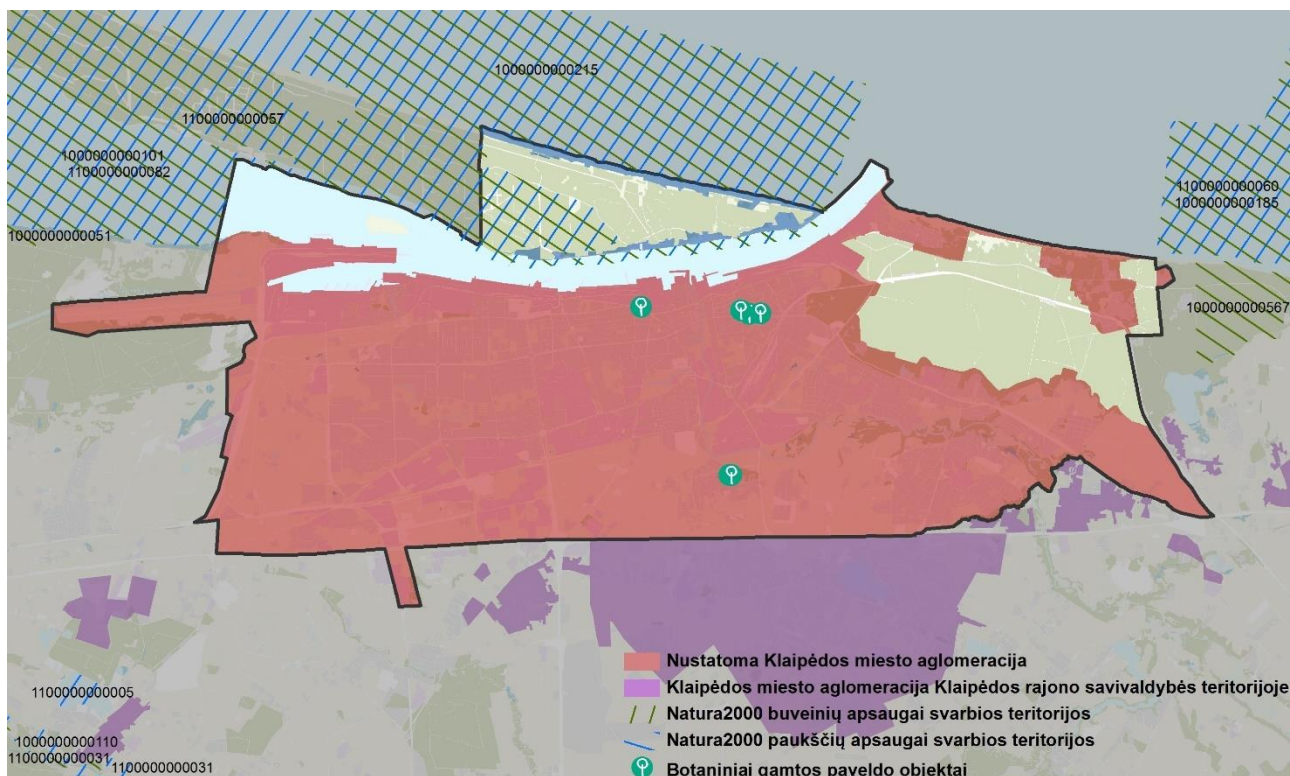 1000000000215
1100000000057
1000000000101
1100000000082
1100000000060
1000000000185
1000000000051
1000000000567
Nustatoma Klaipėdos miesto aglomeracija
Klaipėdos miesto aglomeracija Klaipėdos rajono savivaldybės teritorijoje
Natura2000 buveinių apsaugai svarbios teritorijos
1100000000005
Natura2000 paukščių apsaugai svarbios teritorijos
1000000000110
1100000000031
1100000000031
Botaniniai gamtos paveldo objektai